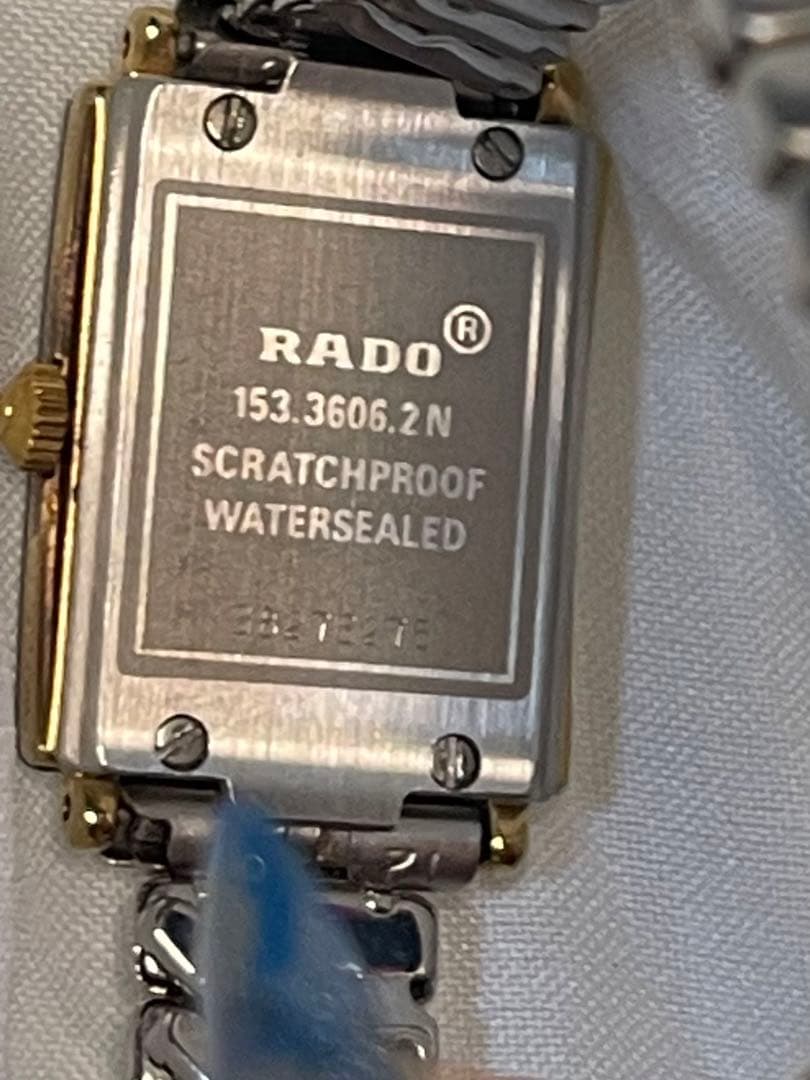 RADO®
153.3606.2N
SCRATCHPROOF
WATERSEALED